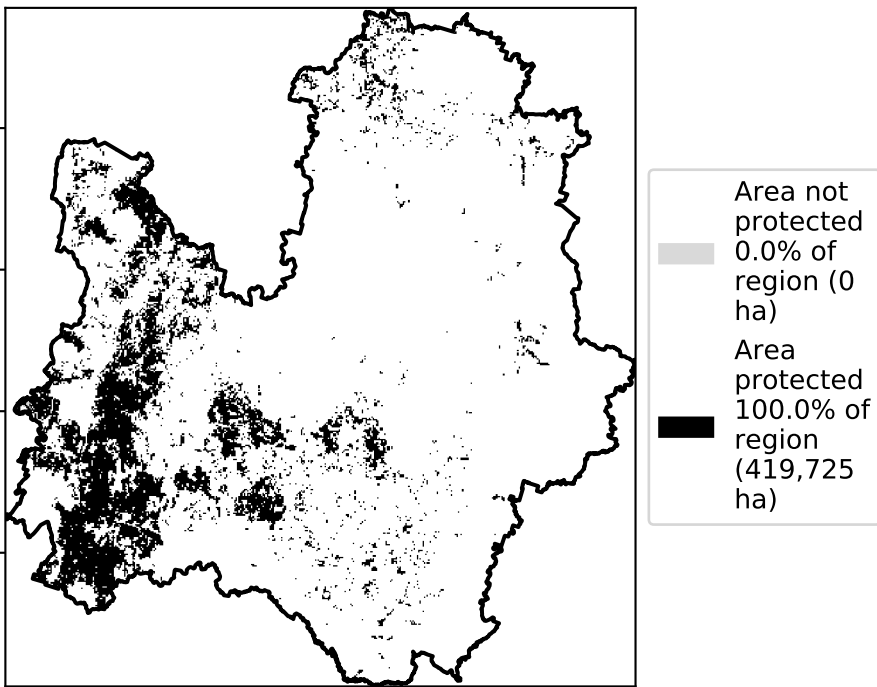 Area not
protected
0.0% of
region (0
ha)
Area
protected
100.0% of
region
(419,725
ha)